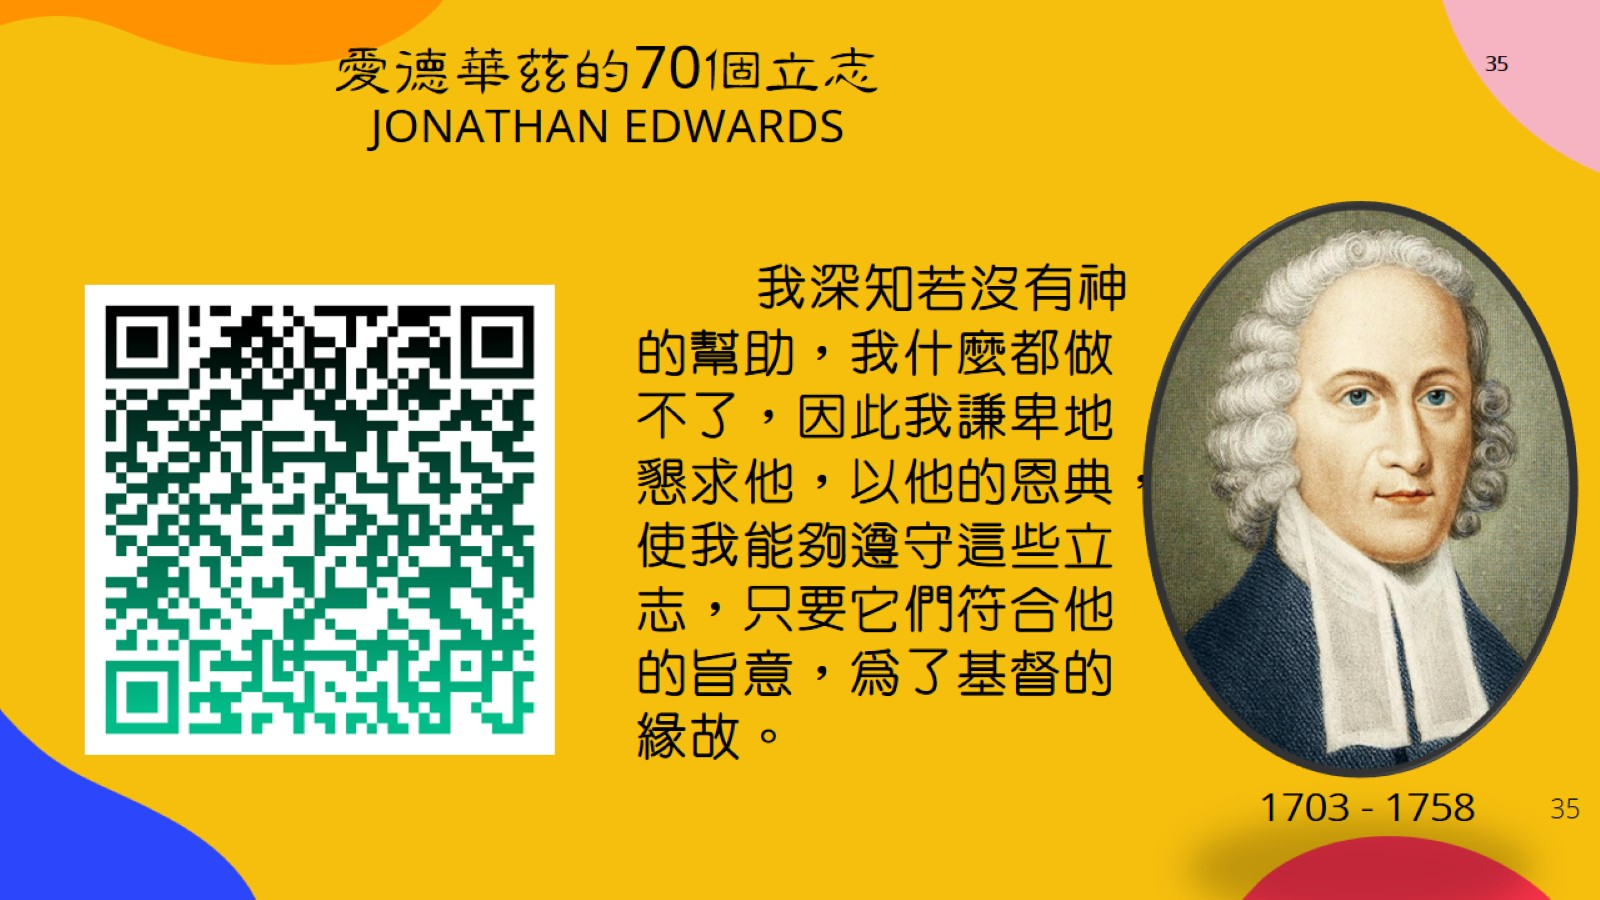 愛德華茲的70個立志
JONATHAN EDWARDS
35
我深知若沒有神
的幫助，我什麼都做
不了，因此我謙卑地
懇求他，以他的恩典，
使我能夠遵守這些立
志，只要它們符合他
的旨意，為了基督的
緣故。
1703 - 1758
35